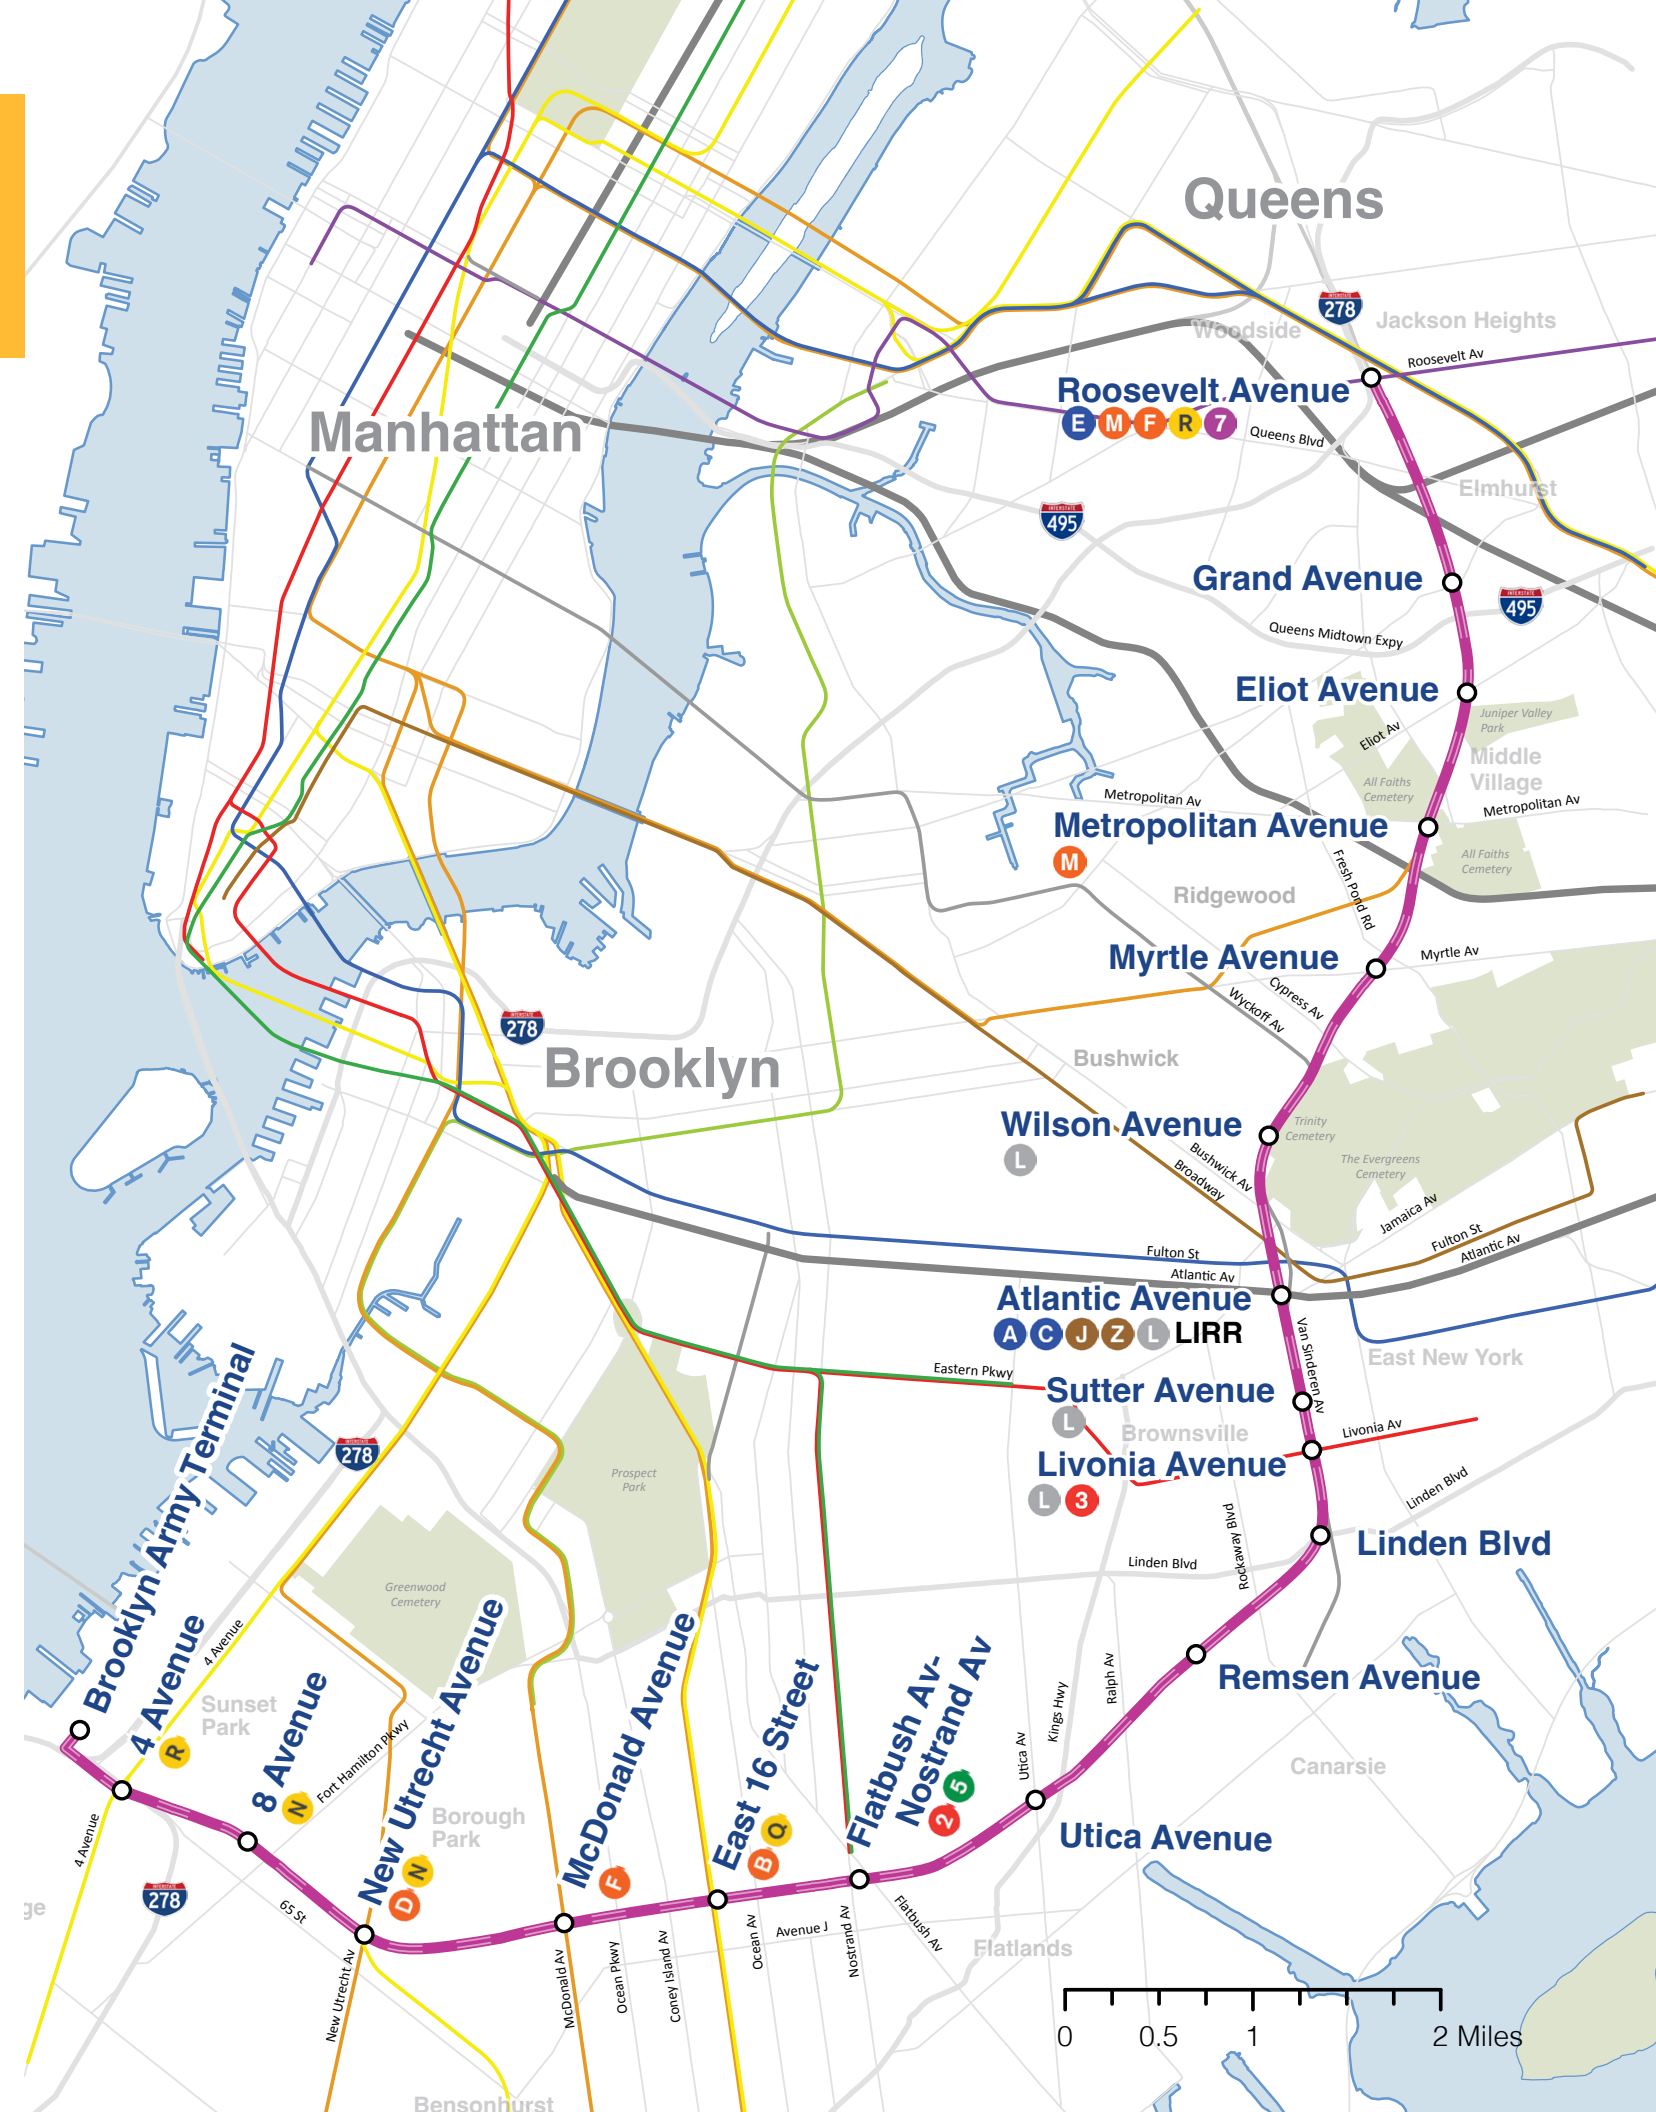 Queens
INTERSTATE
278
Jackson Heights
Woodside
Roosevelt Av
Roosevelt Avenue
E M F R 7
Queens Blvd
Manhattan
Elmhurst
INTERSTATE
495
Grand Avenue
INTERSTATE
495
Queens Midtown Expy
Eliot Avenue
Juniper Valley
Park
Eliot Av
Middle
Village
All Faiths
Cemetery
Metropolitan Av
Metropolitan Av
Metropolitan Avenue
M
Fresh Pond Rd
All Faiths
Cemetery
Ridgewood
Myrtle Avenue
Myrtle Av
Cypress Av
Wyckoff Av
INTERSTATE
278
Brooklyn
Bushwick
Wilson Avenue
L
Trinity
Cemetery
Bushwick Av
Broadway
The Evergreens
Cemetery
Jamaica Av
Fulton St
Fulton St
Atlantic Av
Atlantic Av
Atlantic Avenue
A C J Z L LIRR
Van Sinderen Av
East New York
Eastern Pkwy
Sutter Avenue
L
Brownsville
Livonia Av
Livonia Avenue
L 3
Linden Blvd
Rockaway Blvd
Linden Blvd
Linden Blvd
Prospect
Park
INTERSTATE
278
Greenwood
Cemetery
Brooklyn Army Terminal
4 Avenue
R
4 Avenue
Sunset
Park
8 Avenue
N
Fort Hamilton Pkwy
New Utrecht Avenue
D N
Borough
Park
McDonald Avenue
F
East 16 Street
B Q
Flatbush Av-
Nostrand Av
2 5
Remsen Avenue
Ralph Av
Kings Hwy
Utica Av
Canarsie
Utica Avenue
4 Avenue
INTERSTATE
278
ge
65 St
New Utrecht Av
McDonald Av
Ocean Pkwy
Coney Island Av
Ocean Av
Avenue J
Nostrand Av
Flatbush Av
Flatlands
0 0.5 1 2 Miles
Bensonhurst